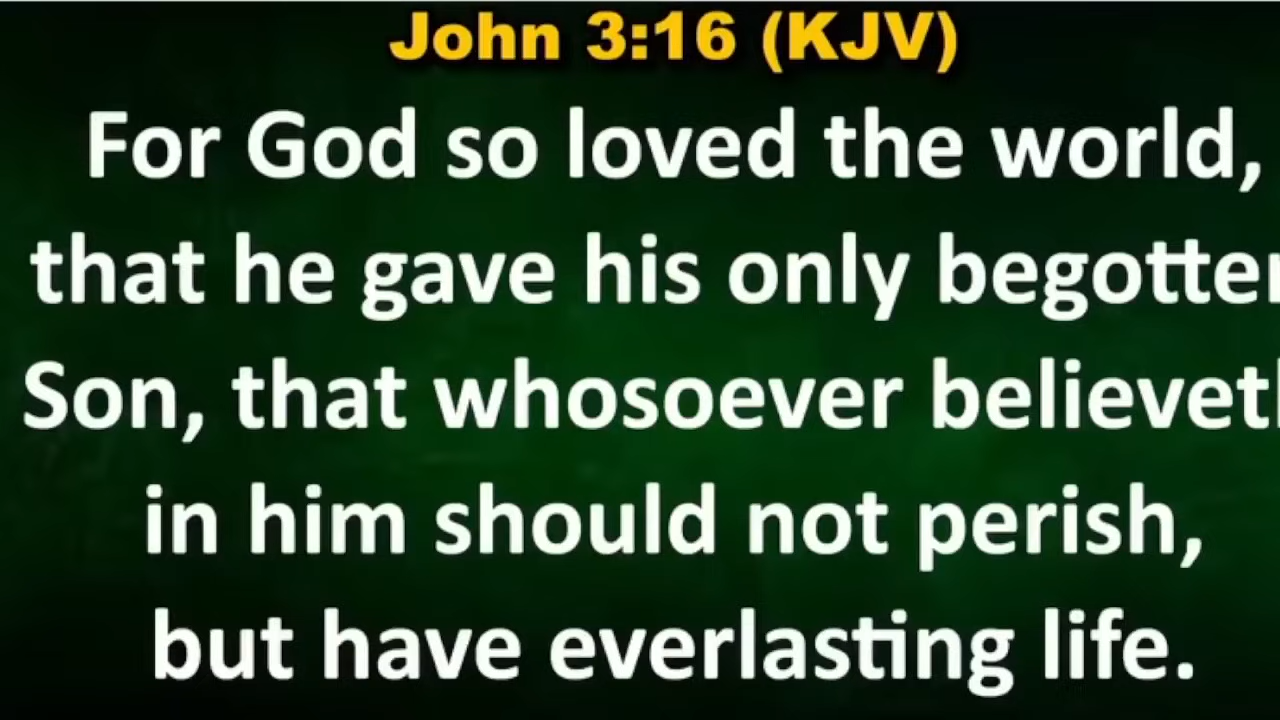 John 3:16 (KJV)
For God so loved the world,
that he gave his only begotten
Son, that whosoever believeth
in him should not perish,
but have everlasting life.